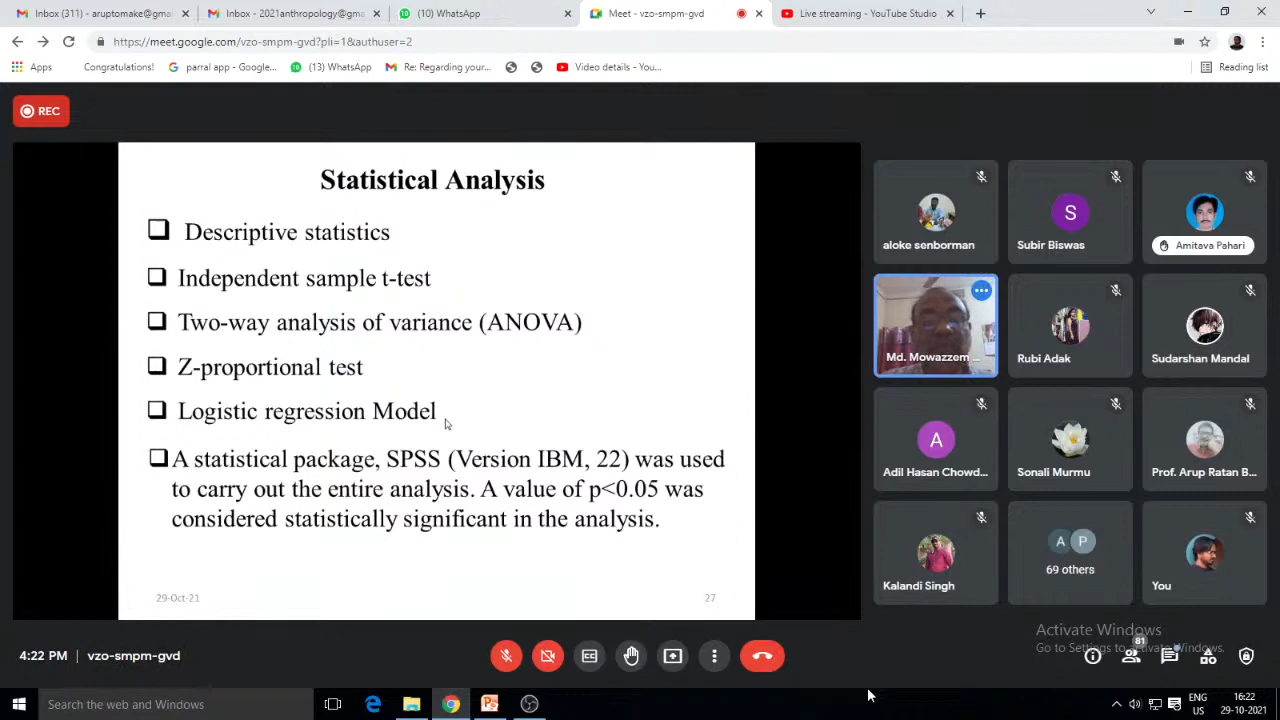 Inbox (311) - aruptomake@gmai
Inbox - 2021anthropology@gma
(10) WhatsApp
Meet - vzo-smpm-gvd
Live streaming - YouTube Studio
https://meet.google.com/vzo-smpm-gvd?pli=1&authuser=2
Apps
Congratulations!
parral app - Google...
(13) WhatsApp
Re: Regarding your...
Video details - You...
Reading list
REC
Statistical Analysis
Descriptive statistics
Independent sample t-test
Two-way analysis of variance (ANOVA)
Z-proportional test
Logistic regression Model
A statistical package, SPSS (Version IBM, 22) was used
to carry out the entire analysis. A value of p<0.05 was
considered statistically significant in the analysis.
29-Oct-21
27
aloke senborman
S
Subir Biswas
Amitava Pahari
Md. Mowazzem ...
Rubi Adak
Sudarshan Mandal
A
Adil Hasan Chowd...
Sonali Murmu
Prof. Arup Ratan B...
Kalandi Singh
A P
69 others
You
Activate Windows
Go to Settings to activate Windows.
4:22 PM | vzo-smpm-gvd
81
Search the web and Windows
ENG
US
16:22
29-10-2021